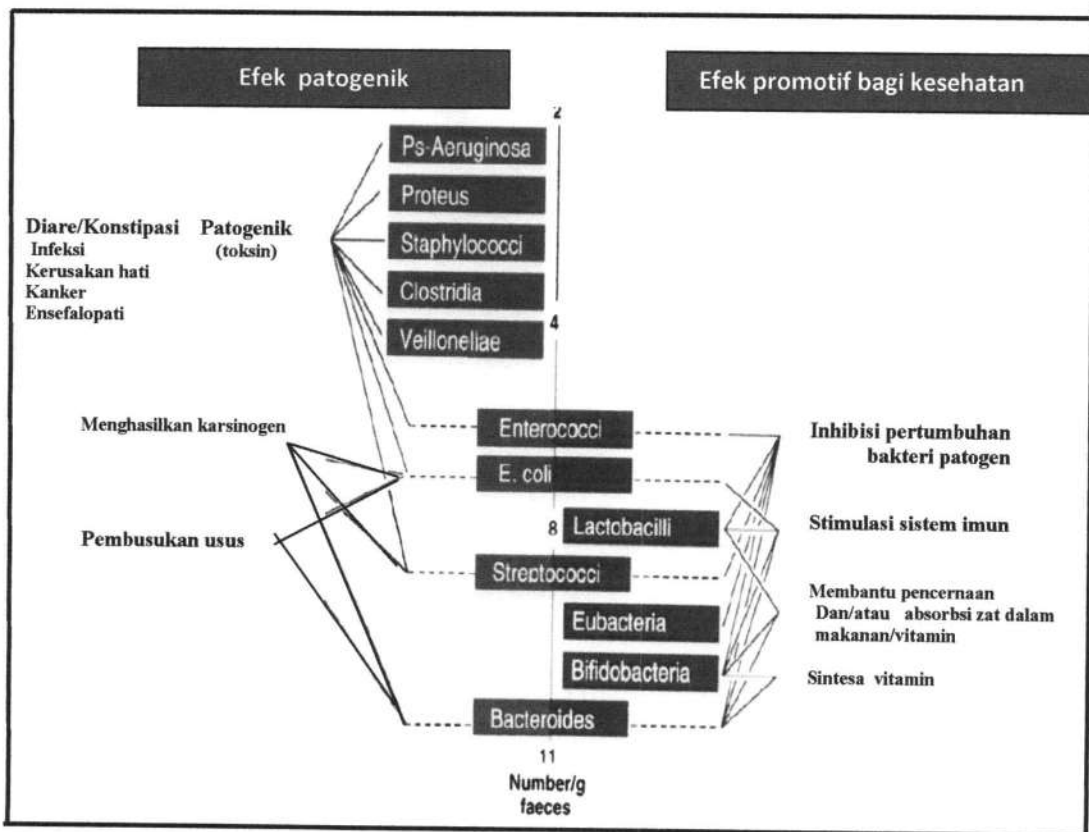 Efek patogenik
Efek promotif bagi kesehatan
2
Ps-Aeruginosa
Proteus
Diare/Konstipasi Patogenik
Infeksi (toksin)
Kerusakan hati
Kanker
Ensefalopati
Staphylococci
Clostridia
4
Veillonellae
Menghasilkan karsinogen
Enterococci
Inhibisi pertumbuhan
bakteri patogen
E. coli
Pembusukan usus
8
Lactobacilli
Stimulasi sistem imun
Streptococci
Membantu pencernaan
Dan/atau absorbsi zat dalam
makanan/vitamin
Eubacteria
Bifidobacteria
Sintesa vitamin
Bacteroides
11
Number/g
faeces